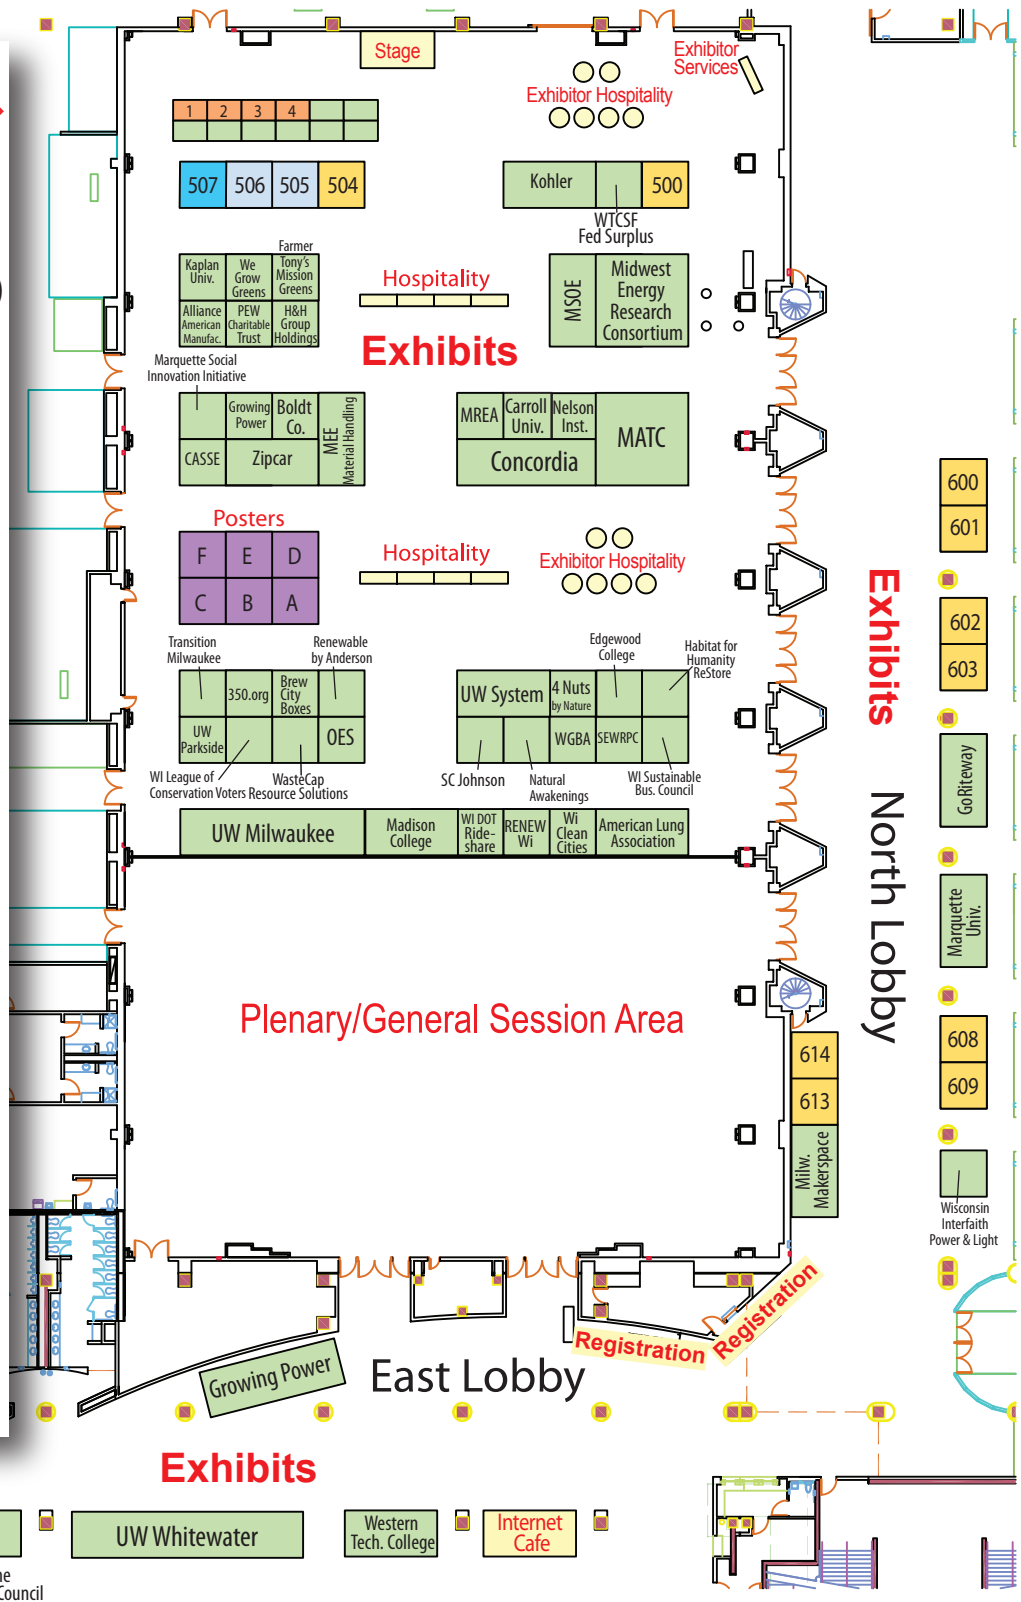 Stage
Exhibitor
Services
Exhibitor Hospitality
1 2 3 4
507 506 505 504
Kohler
500
WTCSF
Fed Surplus
Farmer
Kaplan
Univ.
We
Grow
Greens
Tony's
Mission
Greens
Alliance
American
Manufac.
PEW
Charitable
Trust
H&H
Group
Holdings
Hospitality
MSOE
Midwest
Energy
Research
Consortium
Exhibits
Marquette Social
Innovation Initiative
Growing
Power
Boldt
Co.
MEE
Material Handling
CASSE
Zipcar
MREA
Carroll
Univ.
Nelson
Inst.
MATC
Concordia
Posters
F E D
C B A
Hospitality
Exhibitor Hospitality
600
601
602
603
Exhibits
Transition
Milwaukee
Renewable
by Anderson
350.org
Brew
City
Boxes
UW
Parkside
OES
WI League of
Conservation Voters
WasteCap
Resource Solutions
Edgewood
College
Habitat for
Humanity
ReStore
UW System
4 Nuts
by Nature
WGBA
SEWRPC
SC Johnson
Natural
Awakenings
WI Sustainable
Bus. Council
GoRiteway
North Lobby
UW Milwaukee
Madison
College
WI DOT
Ride-
share
RENEW
Wi
Wi
Clean
Cities
American Lung
Association
Marquette
Univ.
Plenary/General Session Area
614
613
Milw.
Makerspace
608
609
Wisconsin
Interfaith
Power & Light
Registration
Registration
Growing Power
East Lobby
Exhibits
UW Whitewater
Western
Tech. College
Internet
Cafe
Council